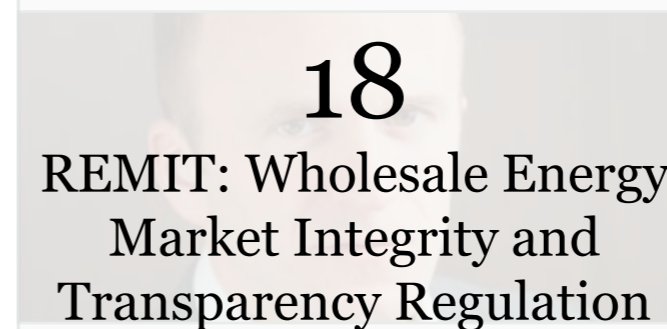 18
REMIT: Wholesale Energy
Market Integrity and
Transparency Regulation